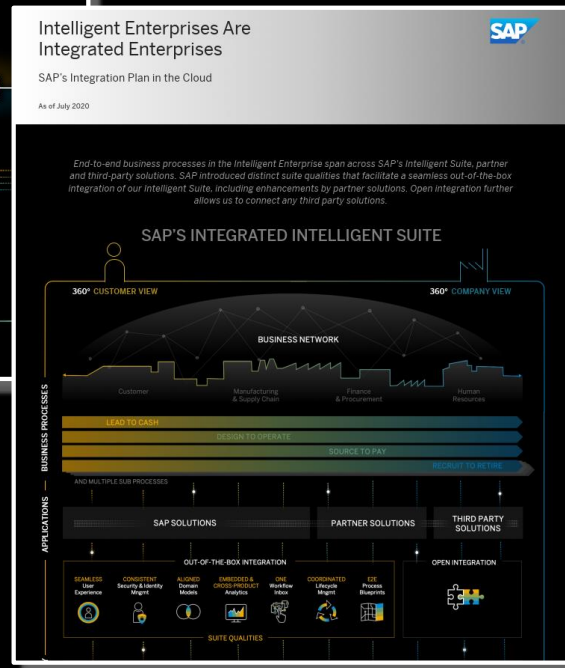 Intelligent Enterprises Are
Integrated Enterprises
SAP
SAP's Integration Plan in the Cloud
As of July 2020
End-to-end business processes in the Intelligent Enterprise span across SAP's Intelligent Suite, partner
and third-party solutions. SAP introduced distinct suite qualities that facilitate a seamless out-of-the-box
integration of our Intelligent Suite, including enhancements by partner solutions. Open integration further
allows us to connect any third party solutions.
SAP'S INTEGRATED INTELLIGENT SUITE
360° CUSTOMER VIEW
360° COMPANY VIEW
BUSINESS NETWORK
Customer
Manufacturing
& Supply Chain
Finance
& Procurement
Human
Resources
BUSINESS PROCESSES
LEAD TO CASH
DESIGN TO OPERATE
SOURCE TO PAY
RECRUIT TO RETIRE
AND MULTIPLE SUB PROCESSES
APPLICATIONS
SAP SOLUTIONS
PARTNER SOLUTIONS
THIRD PARTY
SOLUTIONS
OUT-OF-THE-BOX INTEGRATION
OPEN INTEGRATION
SEAMLESS
User
Experience
CONSISTENT
Security & Identity
Mngmt
ALIGNED
Domain
Models
EMBEDDED &
CROSS-PRODUCT
Analytics
ONE
Workflow
Inbox
COORDINATED
Lifecycle
Mngmt
E2E
Process
Blueprints
SUITE QUALITIES